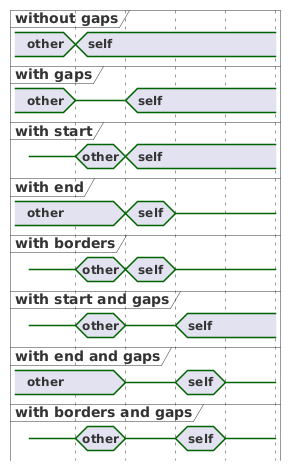 without gaps
other self
with gaps
other self
with start
other self
with end
other self
with borders
other self
with start and gaps
other self
with end and gaps
other self
with borders and gaps
other self